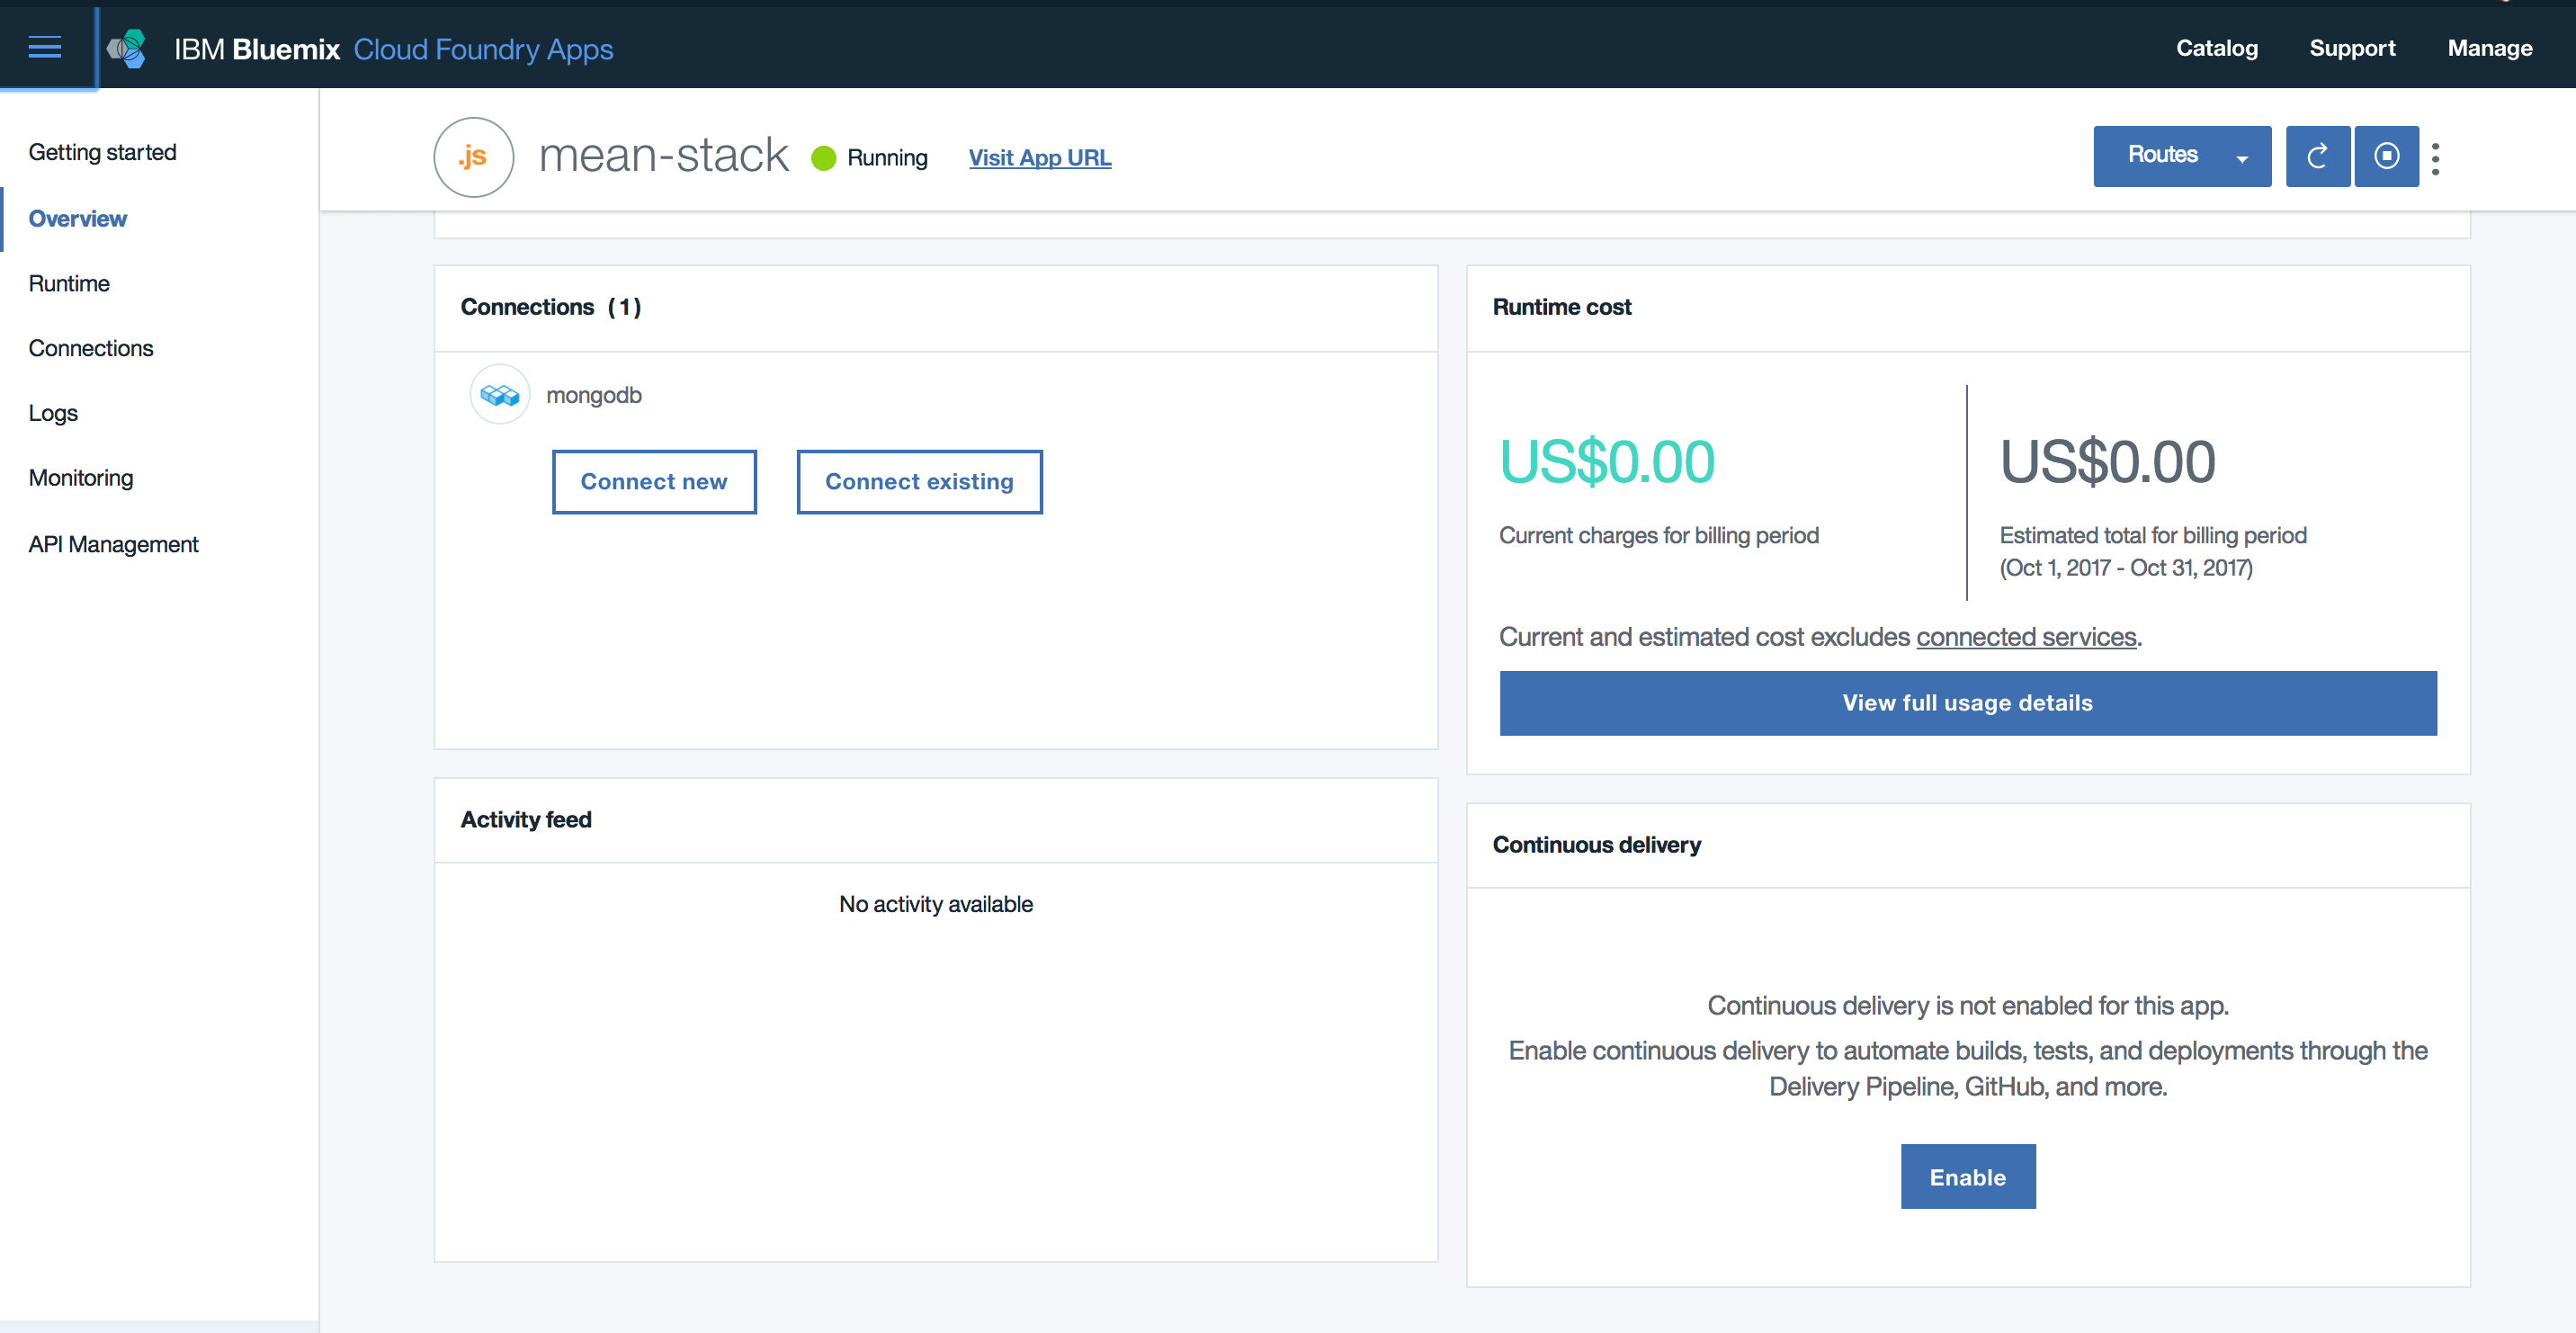 IBM Bluemix Cloud Foundry Apps
Catalog
Support
Manage
Getting started
Overview
Runtime
Connections
Logs
Monitoring
API Management
.js
mean-stack
Running
Visit App URL
Routes
Connections (1)
mongodb
Connect new
Connect existing
Runtime cost
US$0.00
Current charges for billing period
US$0.00
Estimated total for billing period
(Oct 1, 2017 - Oct 31, 2017)
Current and estimated cost excludes connected services.
View full usage details
Activity feed
No activity available
Continuous delivery
Continuous delivery is not enabled for this app.
Enable continuous delivery to automate builds, tests, and deployments through the
Delivery Pipeline, GitHub, and more.
Enable